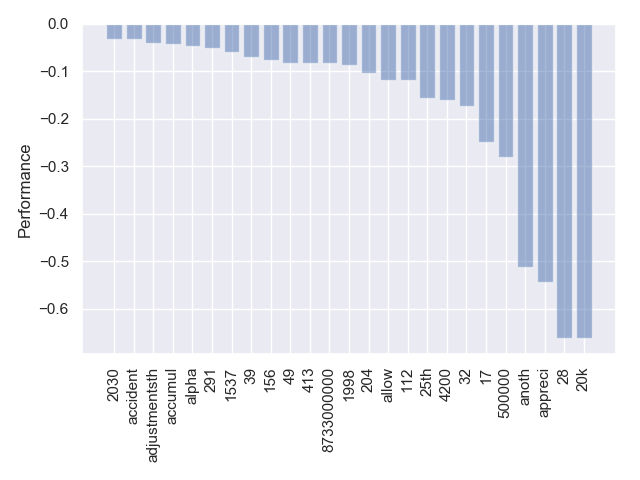 0.0
−0.1
−0.2
−0.3
−0.4
−0.5
−0.6
Performance
2030
accident
adjustmentsth
accumul
alpha
291
1537
39
156
49
413
8733000000
1998
204
allow
112
25th
4200
32
17
500000
anoth
appreci
28
20k